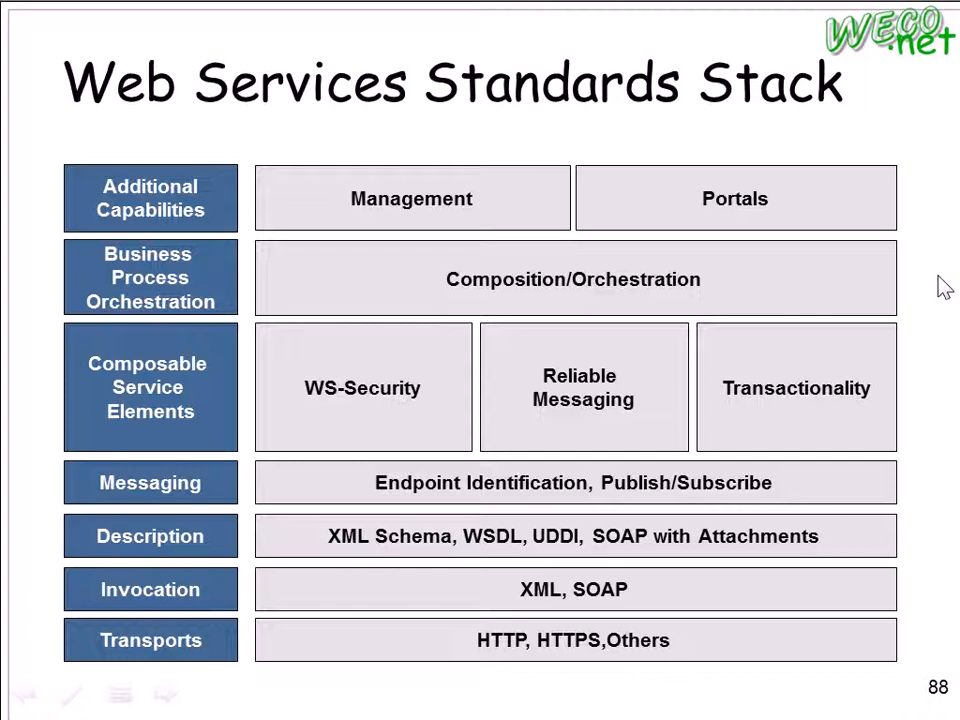 WECO
.net
Web Services Standards Stack
Additional
Capabilities
Management
Portals
Business
Process
Orchestration
Composition/Orchestration
Composable
Service
Elements
WS-Security
Reliable
Messaging
Transactionality
Messaging
Endpoint Identification, Publish/Subscribe
Description
XML Schema, WSDL, UDDI, SOAP with Attachments
Invocation
XML, SOAP
Transports
HTTP, HTTPS,Others
88